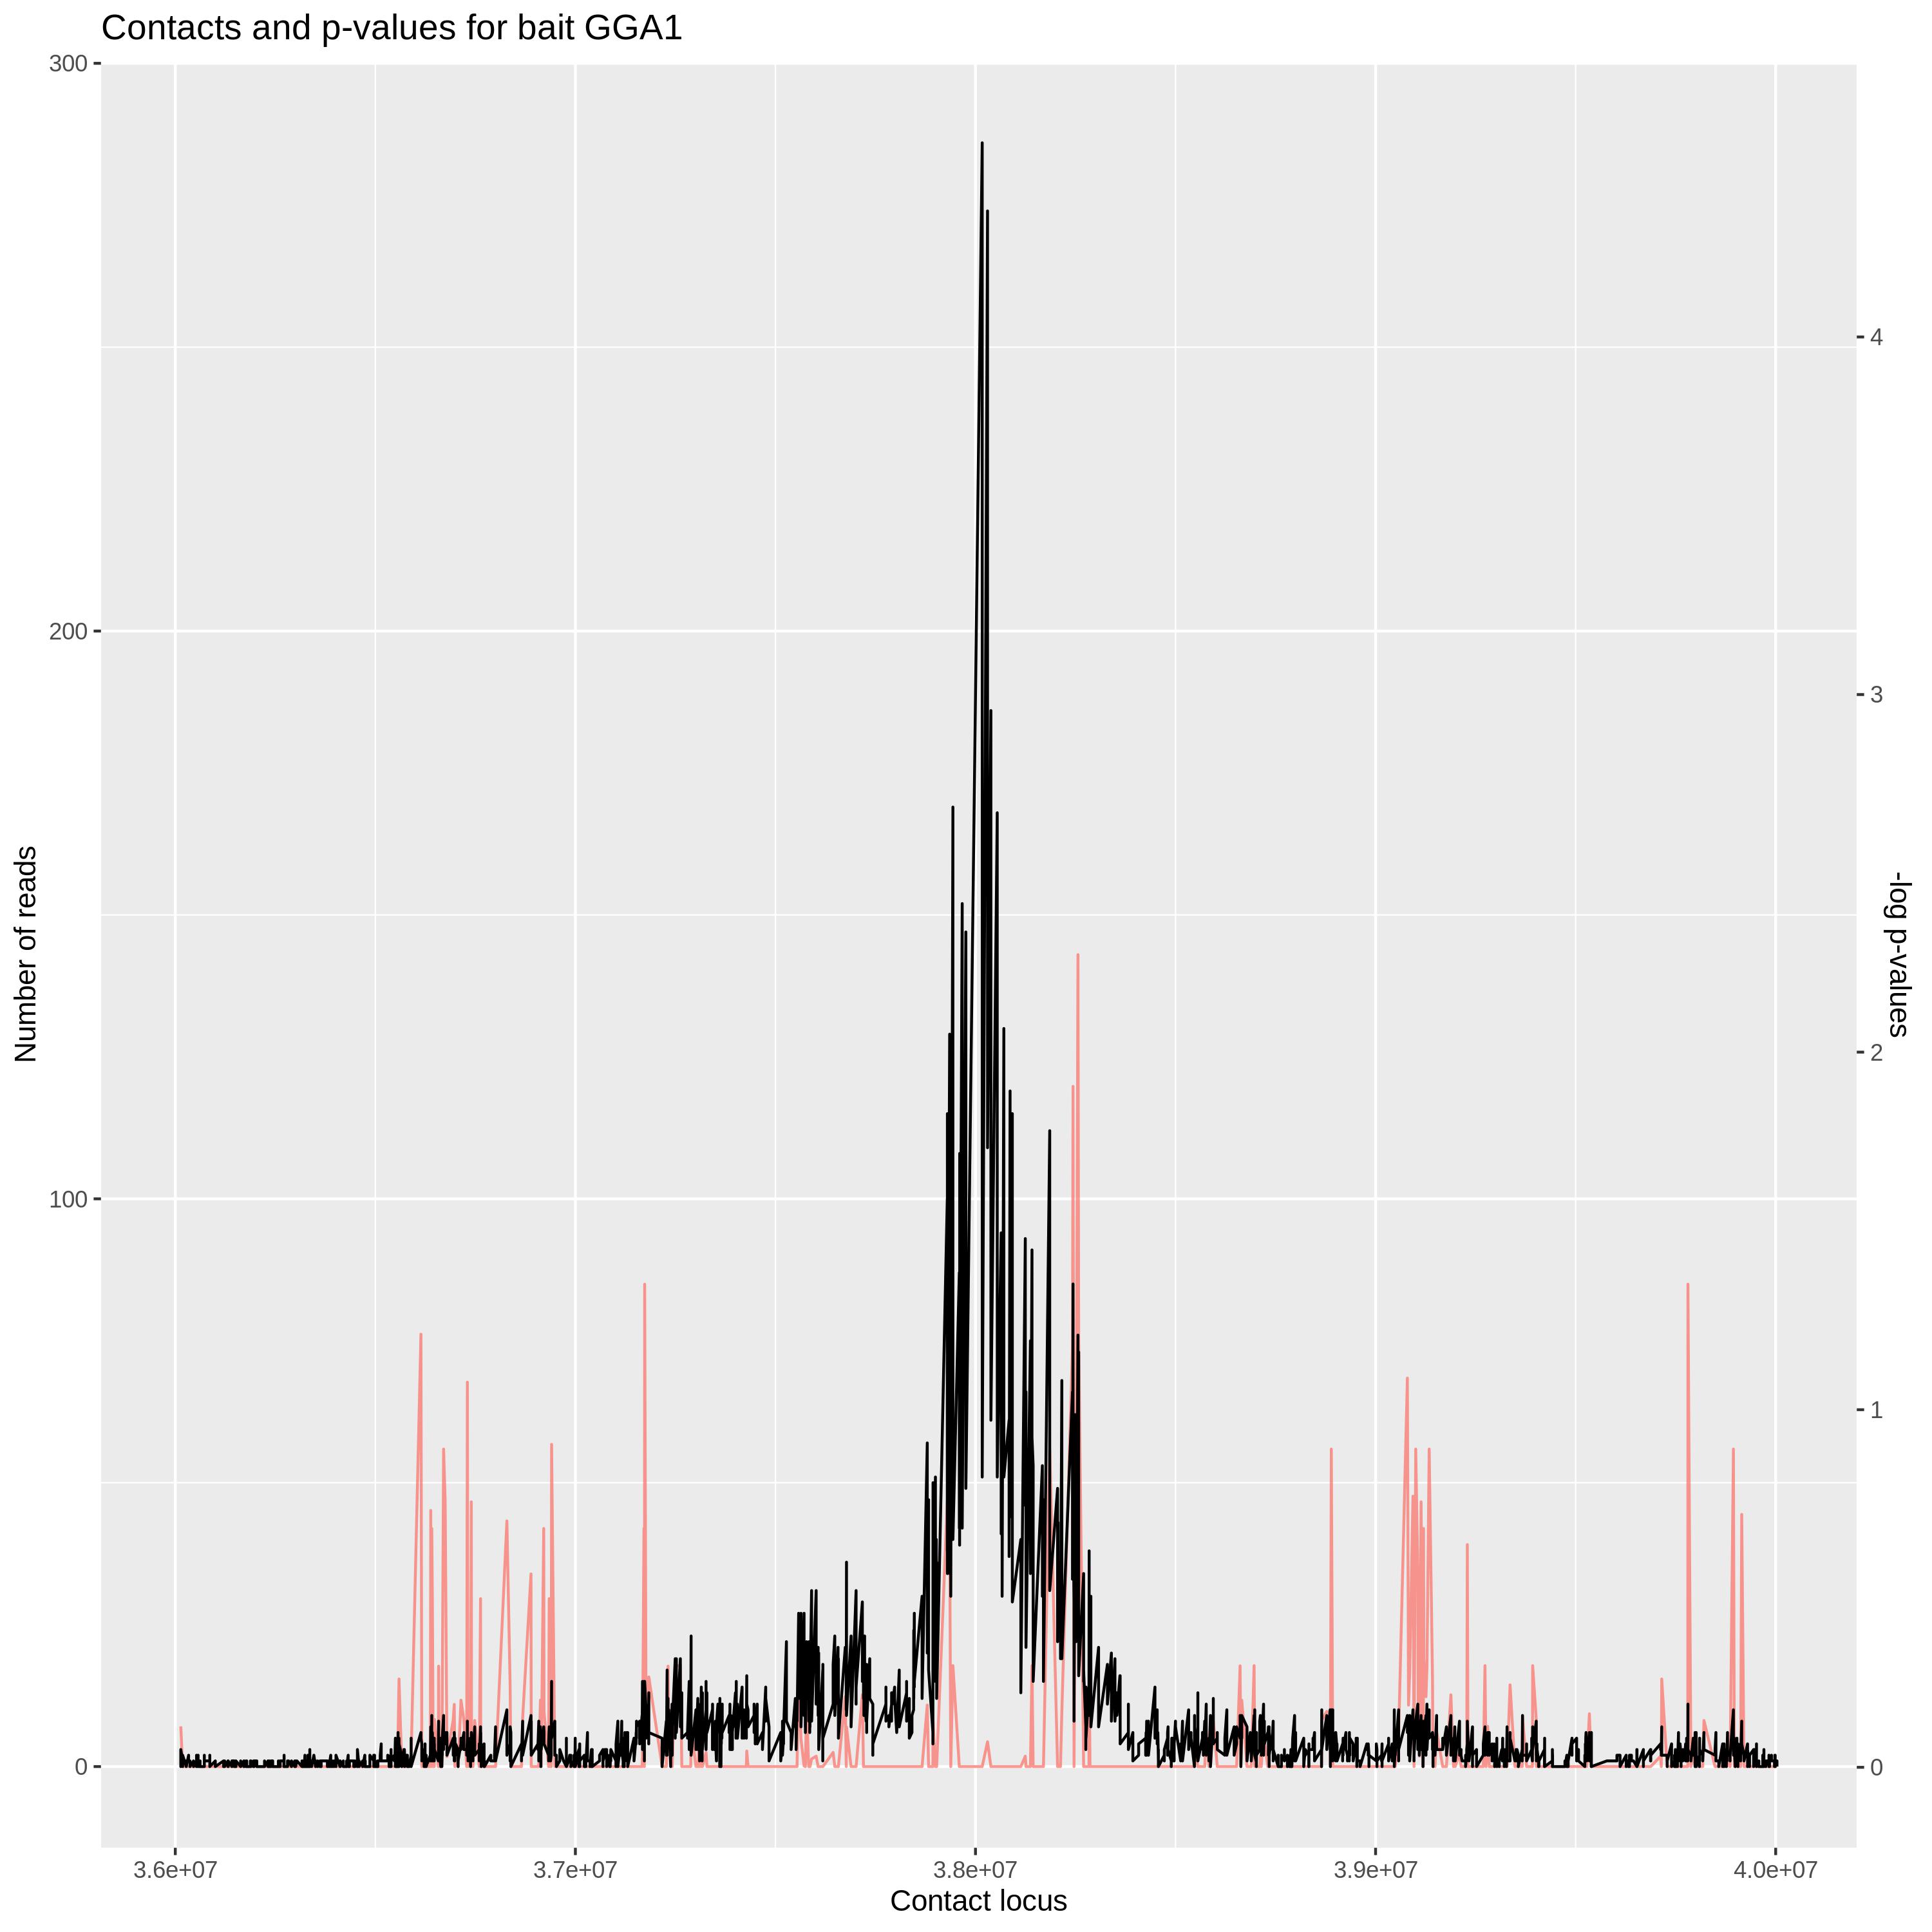 Contacts and p-values for bait GGA1
300
200
100
0
Number of reads
4
3
2
1
0
-log p-values
3.6e+07 3.7e+07 3.8e+07 3.9e+07 4.0e+07
Contact locus